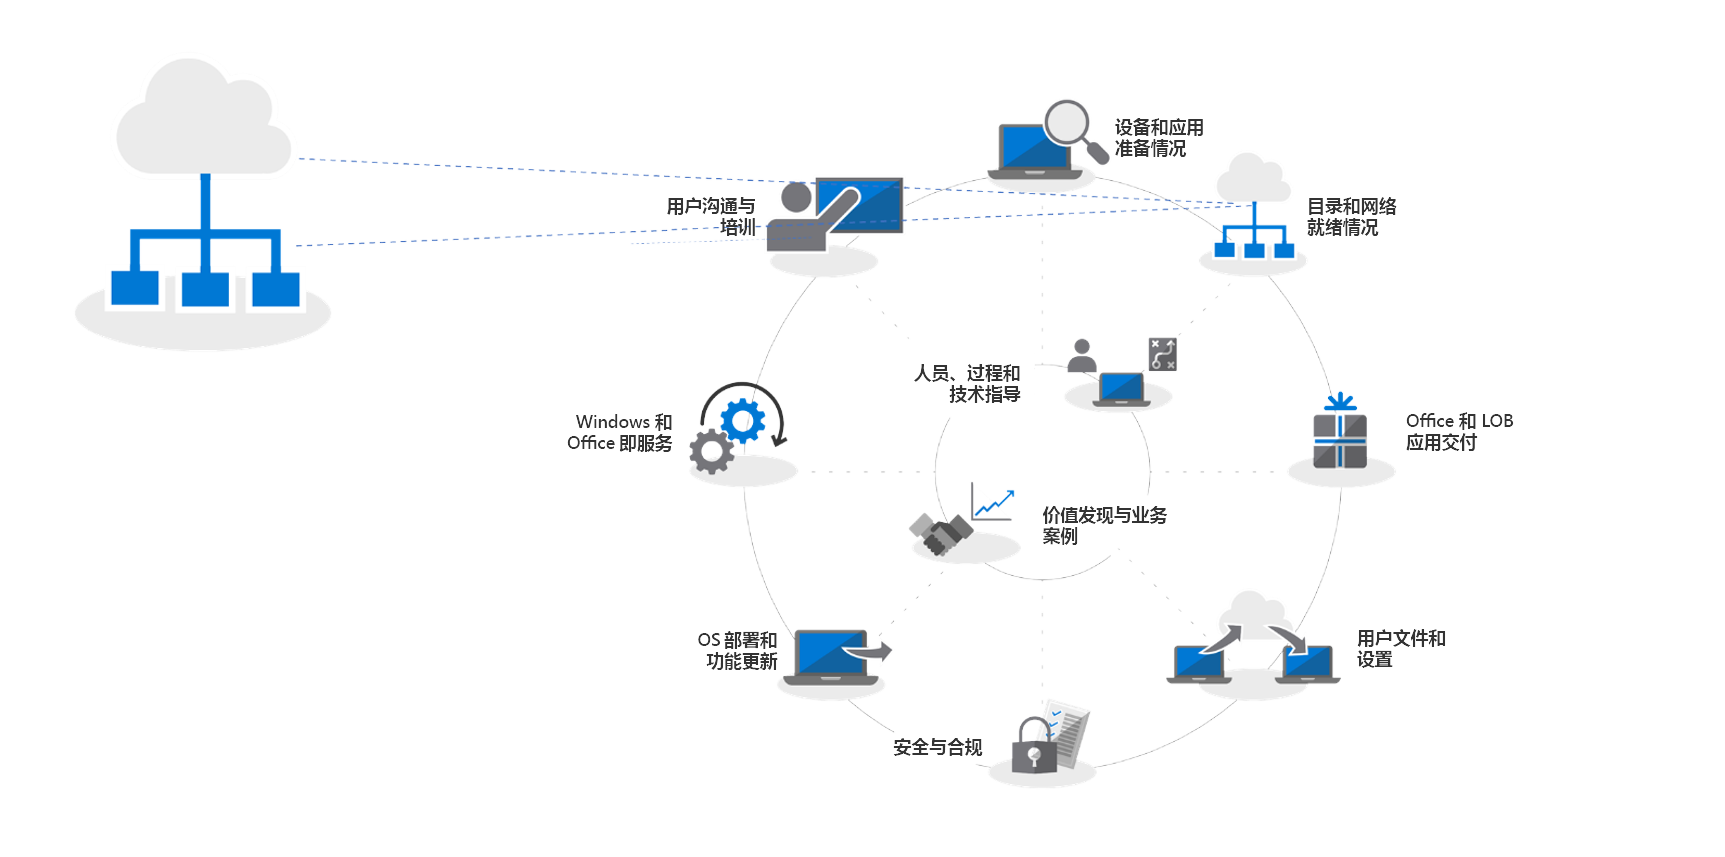 设备和应用
准备情况
目录和网络
就绪情况
用户沟通与
培训
人员、过程和
技术指导
Windows 和
Office 即服务
Office 和 LOB
应用交付
价值发现与业务
案例
OS 部署和
功能更新
用户文件和
设置
安全与合规